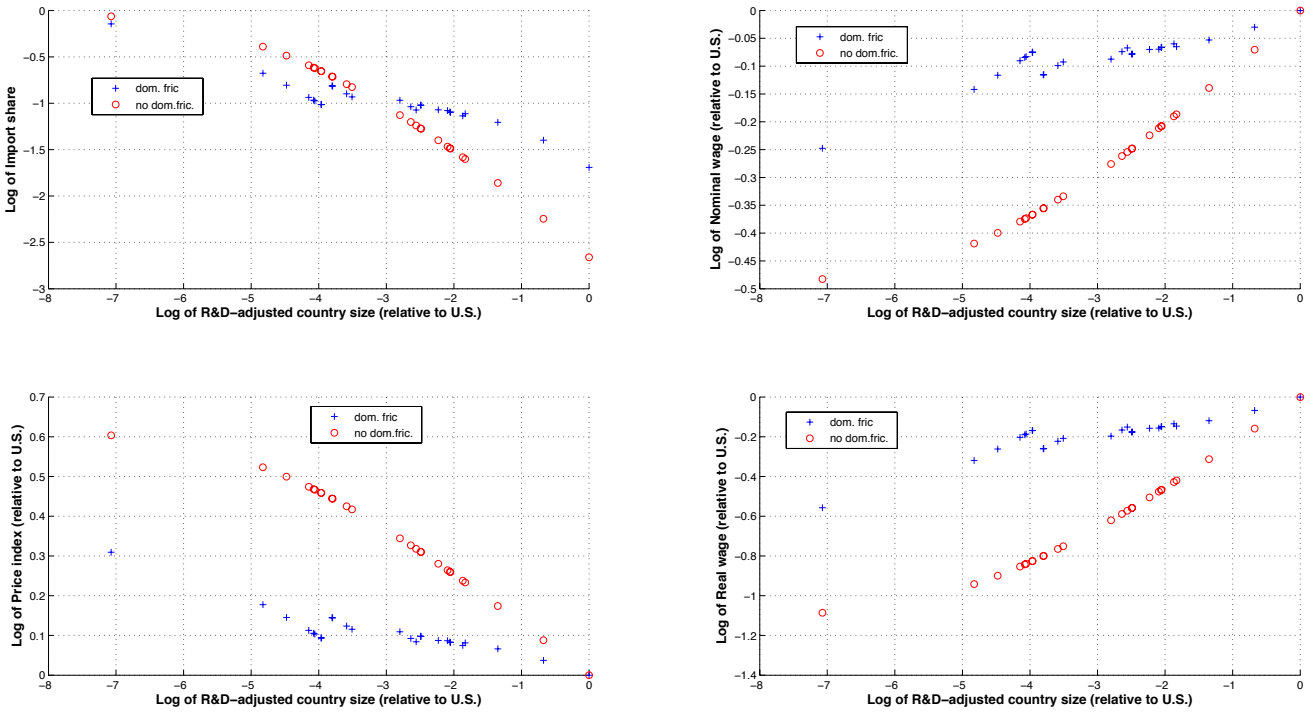 0
−0.5
−1
−1.5
−2
−2.5
−3
−8 −7 −6 −5 −4 −3 −2 −1 0
Log of Import share
Log of R&D−adjusted country size (relative to U.S.)
dom. fric
no dom.fric.
0
−0.05
−0.1
−0.15
−0.2
−0.25
−0.3
−0.35
−0.4
−0.45
−0.5
−8 −7 −6 −5 −4 −3 −2 −1 0
Log of Nominal wage (relative to U.S.)
Log of R&D−adjusted country size (relative to U.S.)
dom. fric
no dom.fric.
0.7
0.6
0.5
0.4
0.3
0.2
0.1
0
−8 −7 −6 −5 −4 −3 −2 −1 0
Log of Price index (relative to U.S.)
Log of R&D−adjusted country size (relative to U.S.)
dom. fric
no dom.fric.
0
−0.2
−0.4
−0.6
−0.8
−1
−1.2
−1.4
−8 −7 −6 −5 −4 −3 −2 −1 0
Log of Real wage (relative to U.S.)
Log of R&D−adjusted country size (relative to U.S.)
dom. fric
no dom.fric.